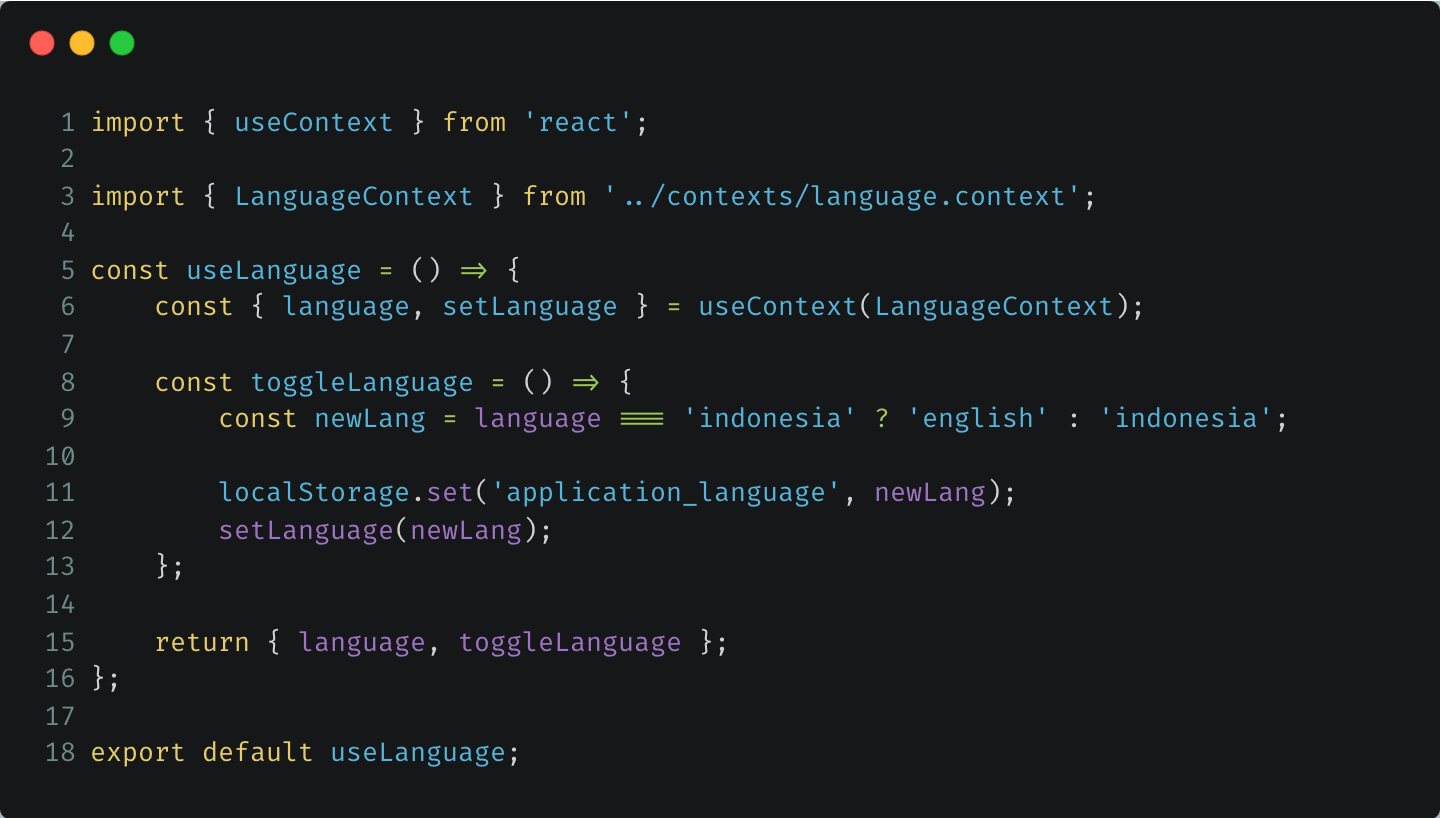 1 import { useContext } from 'react';
2
3 import { LanguageContext } from '../contexts/language.context';
4
5 const useLanguage = () => {
6     const { language, setLanguage } = useContext(LanguageContext);
7
8     const toggleLanguage = () => {
9         const newLang = language === 'indonesia' ? 'english' : 'indonesia';
10
11         localStorage.set('application_language', newLang);
12         setLanguage(newLang);
13     };
14
15     return { language, toggleLanguage };
16 };
17
18 export default useLanguage;